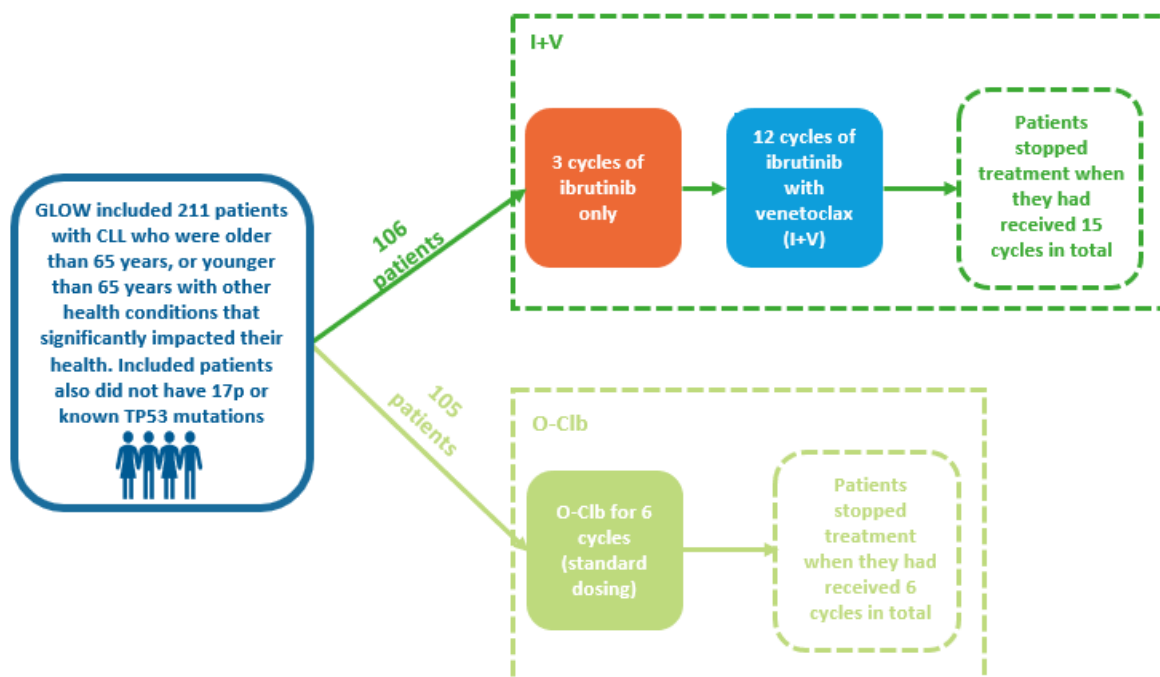 I+V
3 cycles of
ibrutinib
only
12 cycles of
ibrutinib
with
venetoclax
(I+V)
Patients
stopped
treatment when
they had
received 15
cycles in total
GLOW included 211 patients
with CLL who were older
than 65 years, or younger
than 65 years with other
health conditions that
significantly impacted their
health. Included patients
also did not have 17p or
known TP53 mutations
106
patients
105
patients
O-Clb
O-Clb for 6
cycles
(standard
dosing)
Patients
stopped
treatment
when they had
received 6
cycles in total